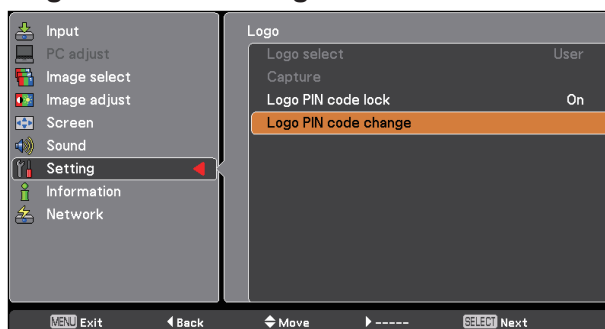 Input
PC adjust
Image select
Image adjust
Screen
Sound
Setting
Information
Network
Logo
Logo select User
Capture
Logo PIN code lock On
Logo PIN code change
MENU Exit Back Move ----- SELECT Next